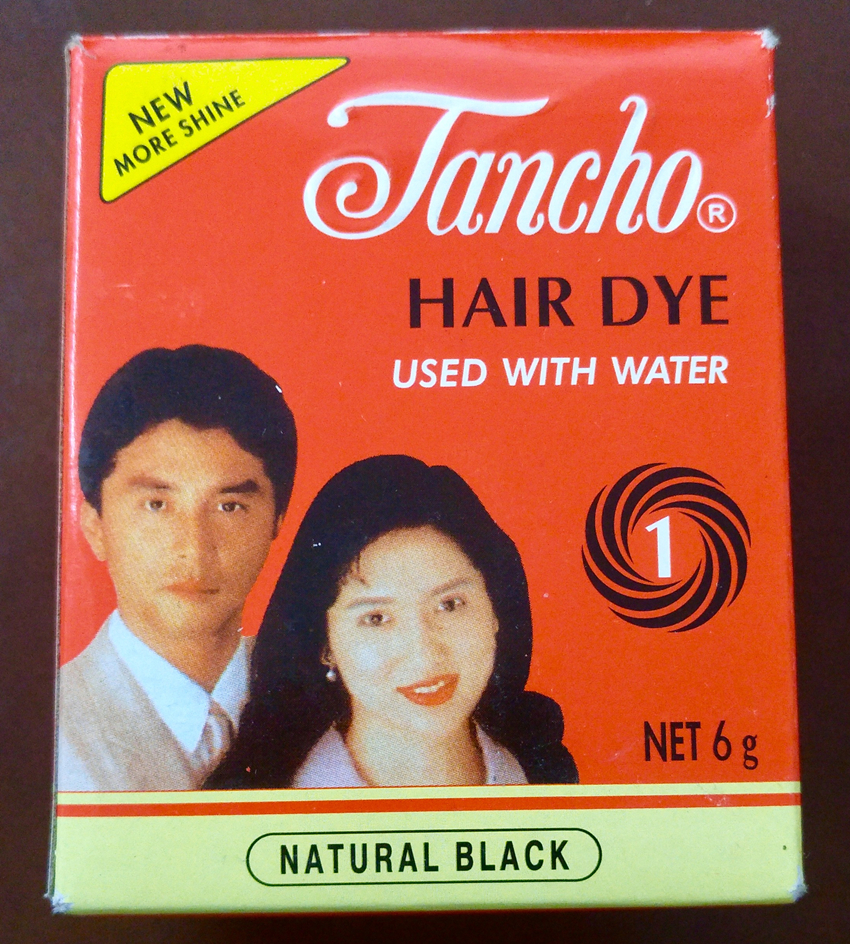 NEW
MORE SHINE
Tancho®
HAIR DYE
USED WITH WATER
1
NET 6 g
NATURAL BLACK